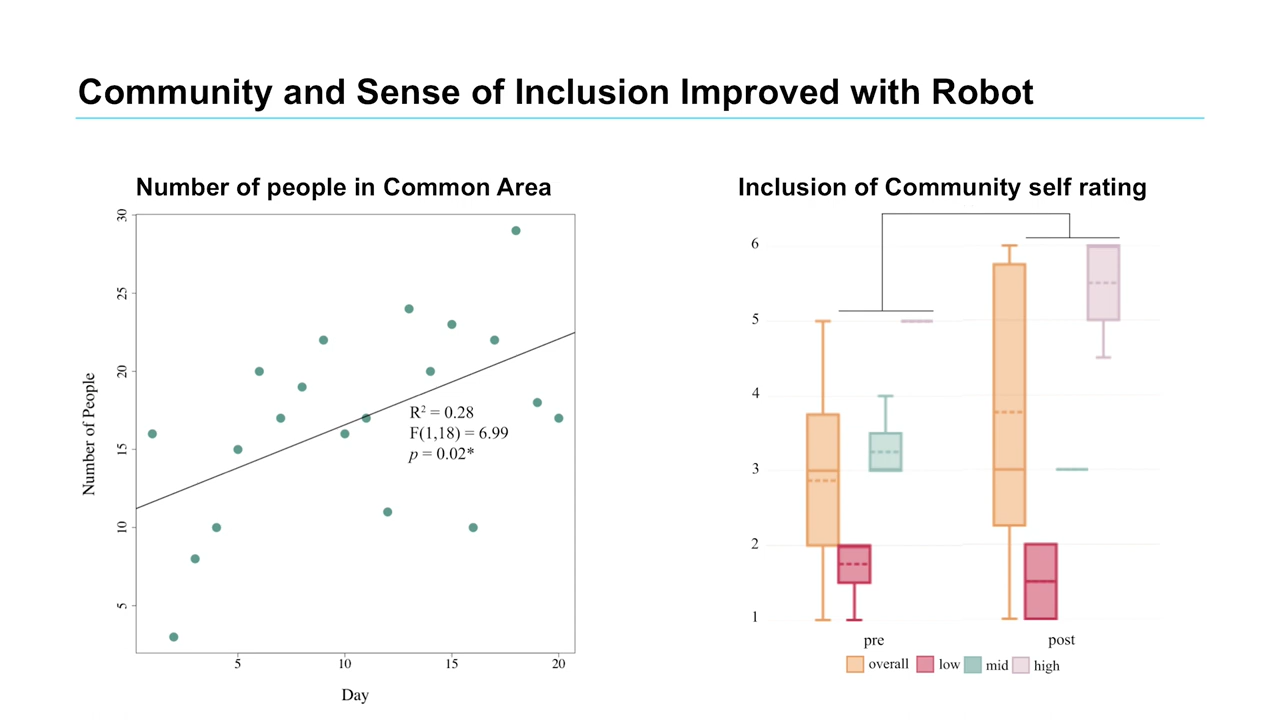 Community and Sense of Inclusion Improved with Robot
Number of people in Common Area
30
25
20
15
10
5
Number of People
R² = 0.28
F(1,18) = 6.99
p = 0.02*
5 10 15 20
Day
Inclusion of Community self rating
6
5
4
3
2
1
pre post
overall low mid high